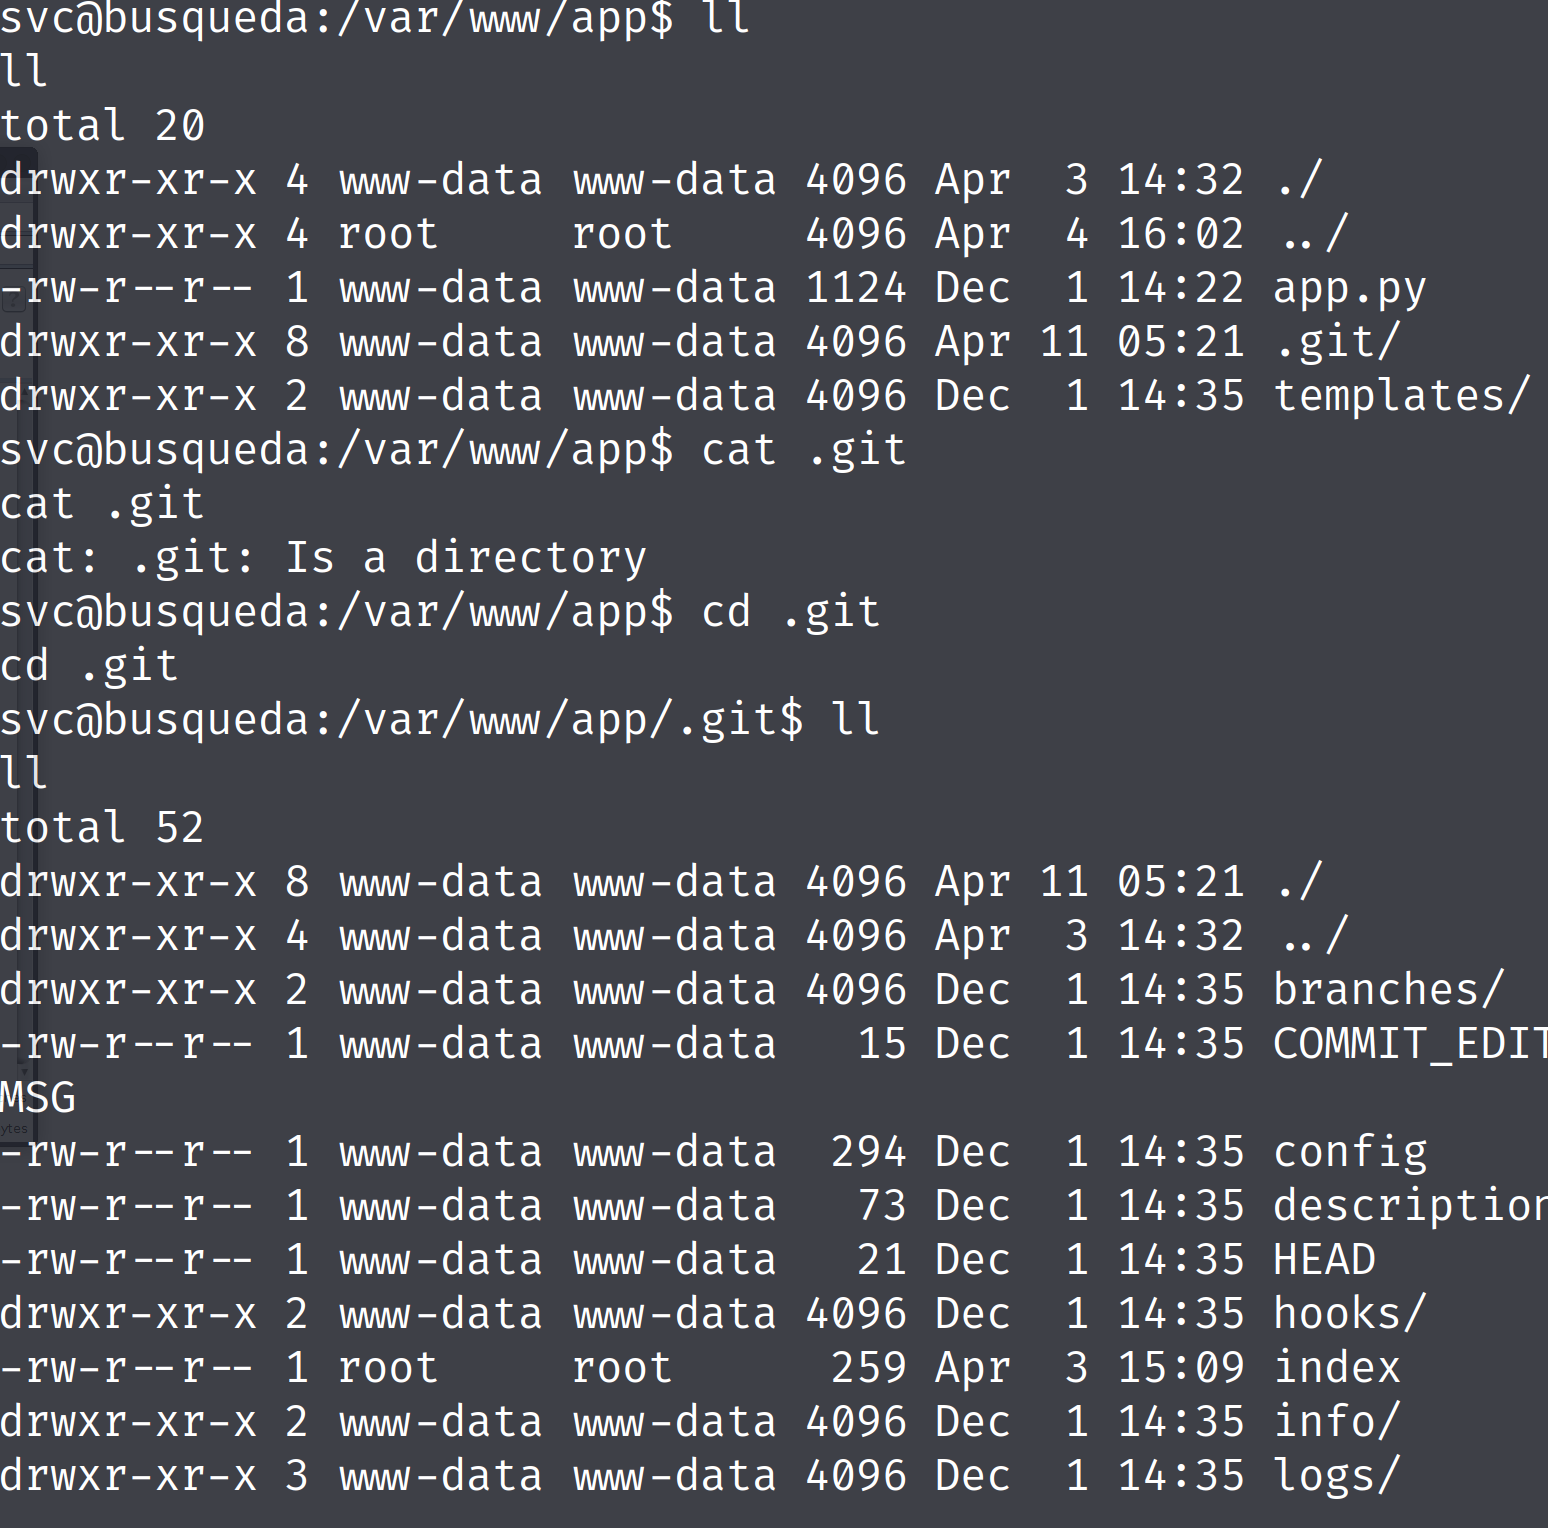 svc@busqueda:/var/www/app$ ll
ll
total 20
drwxr-xr-x 4 www-data www-data 4096 Apr  3 14:32 ./
drwxr-xr-x 4 root     root     4096 Apr  4 16:02 ../
-rw-r--r-- 1 www-data www-data 1124 Dec  1 14:22 app.py
drwxr-xr-x 8 www-data www-data 4096 Apr 11 05:21 .git/
drwxr-xr-x 2 www-data www-data 4096 Dec  1 14:35 templates/
svc@busqueda:/var/www/app$ cat .git
cat .git
cat: .git: Is a directory
svc@busqueda:/var/www/app$ cd .git
cd .git
svc@busqueda:/var/www/app/.git$ ll
ll
total 52
drwxr-xr-x 8 www-data www-data 4096 Apr 11 05:21 ./
drwxr-xr-x 4 www-data www-data 4096 Apr  3 14:32 ../
drwxr-xr-x 2 www-data www-data 4096 Dec  1 14:35 branches/
-rw-r--r-- 1 www-data www-data   15 Dec  1 14:35 COMMIT_EDIT
MSG
ytes
-rw-r--r-- 1 www-data www-data  294 Dec  1 14:35 config
-rw-r--r-- 1 www-data www-data   73 Dec  1 14:35 description
-rw-r--r-- 1 www-data www-data   21 Dec  1 14:35 HEAD
drwxr-xr-x 2 www-data www-data 4096 Dec  1 14:35 hooks/
-rw-r--r-- 1 root     root      259 Apr  3 15:09 index
drwxr-xr-x 2 www-data www-data 4096 Dec  1 14:35 info/
drwxr-xr-x 3 www-data www-data 4096 Dec  1 14:35 logs/